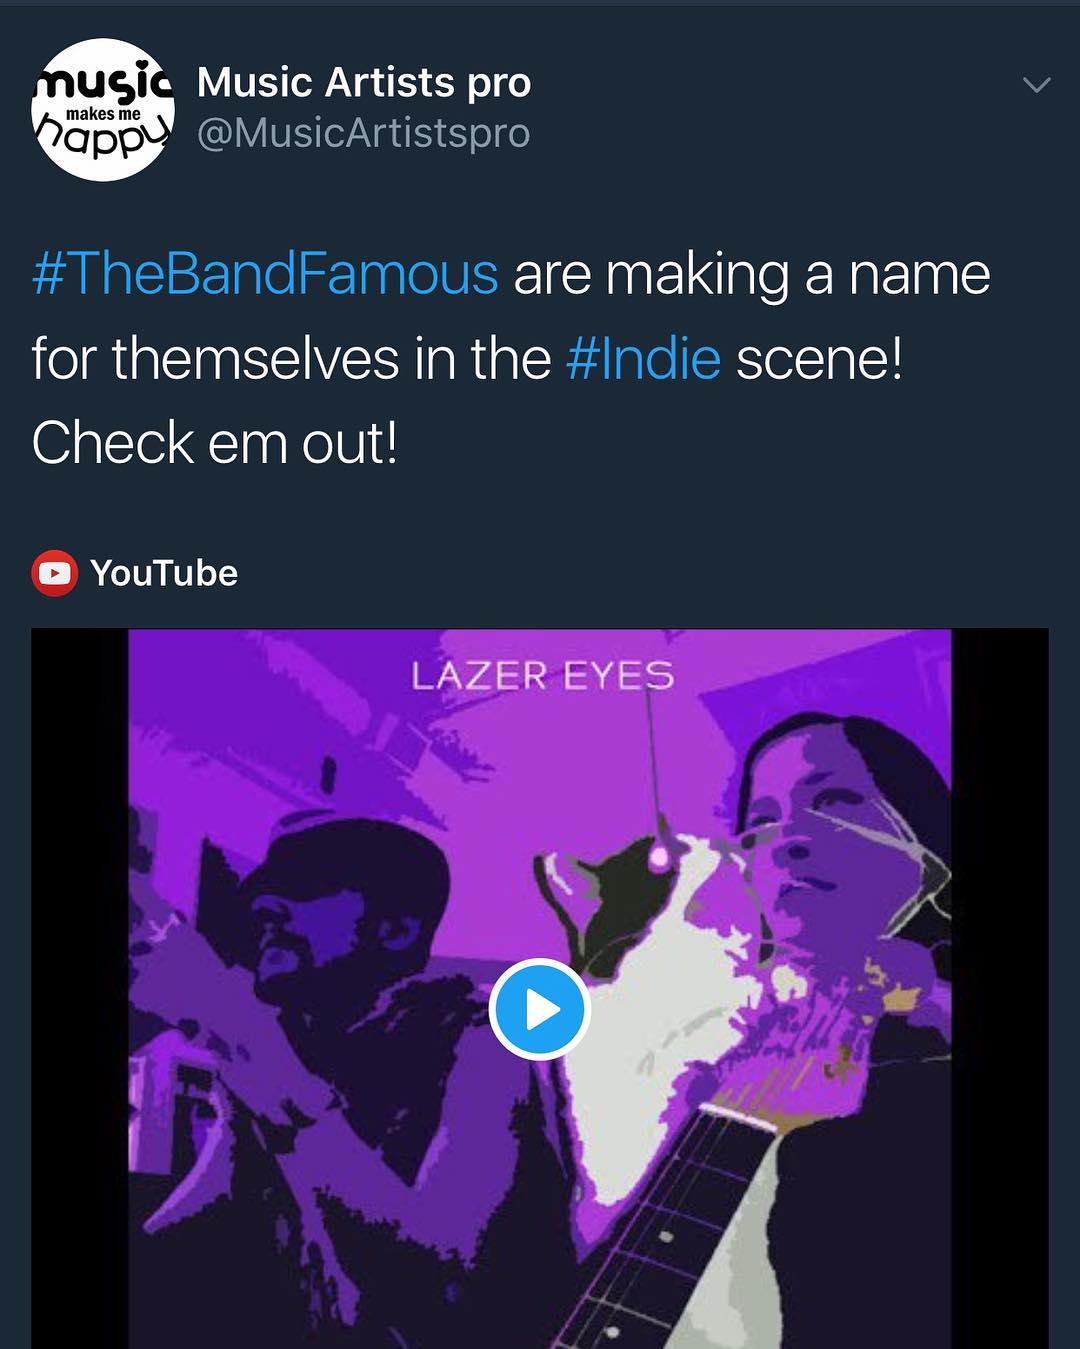 music
makes me
happy
Music Artists pro
@MusicArtistspro
#TheBandFamous are making a name
for themselves in the #Indie scene!
Check em out!
YouTube
LAZER EYES